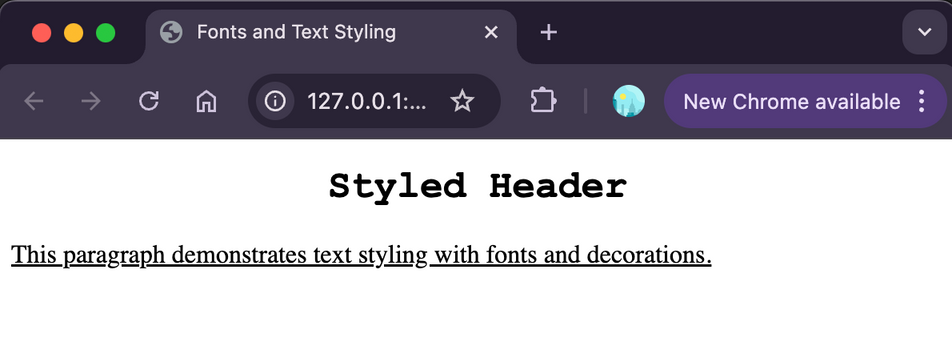 Fonts and Text Styling
127.0.0.1:...
New Chrome available
Styled Header
This paragraph demonstrates text styling with fonts and decorations.